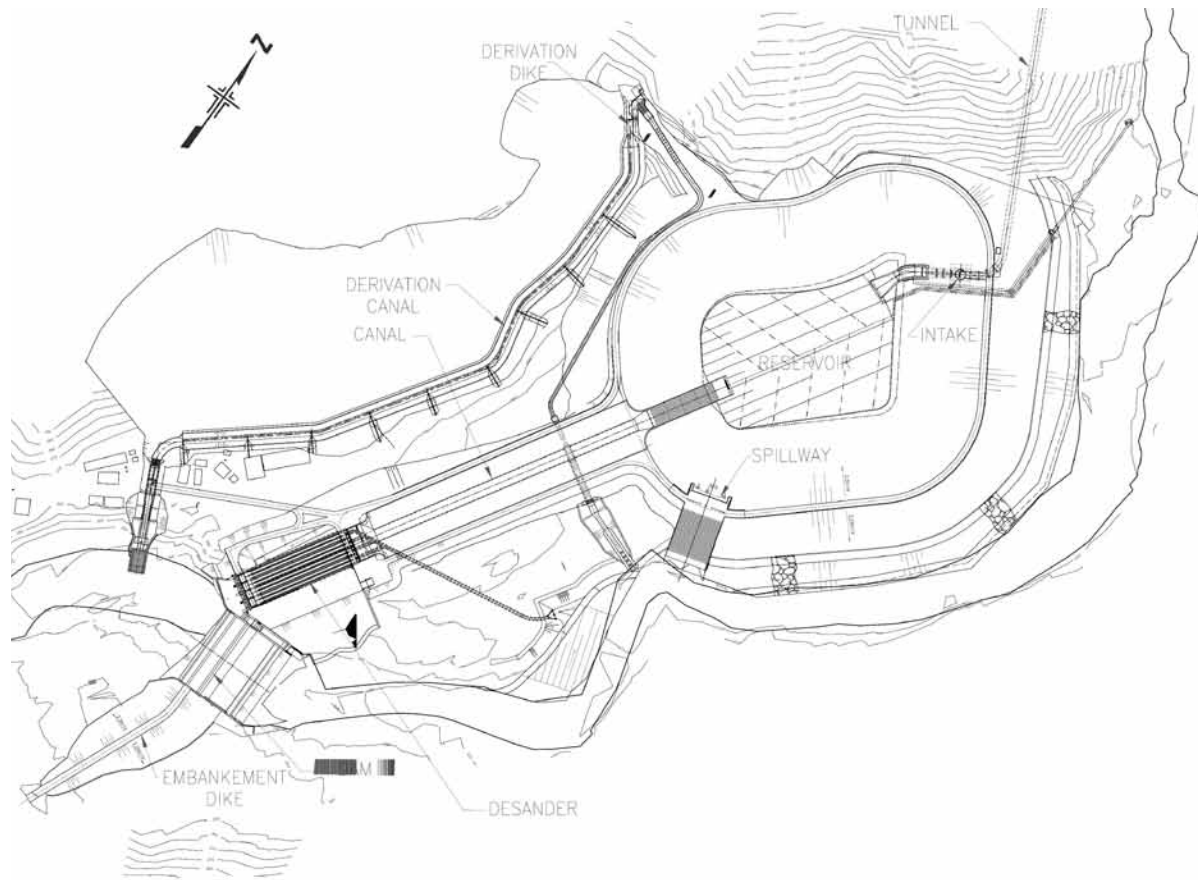 TUNNEL
N
DERIVATION
DIKE
DERIVATION
CANAL
CANAL
INTAKE
RESERVOIR
SPILLWAY
EMBANKEMENT
DIKE
DESANDER